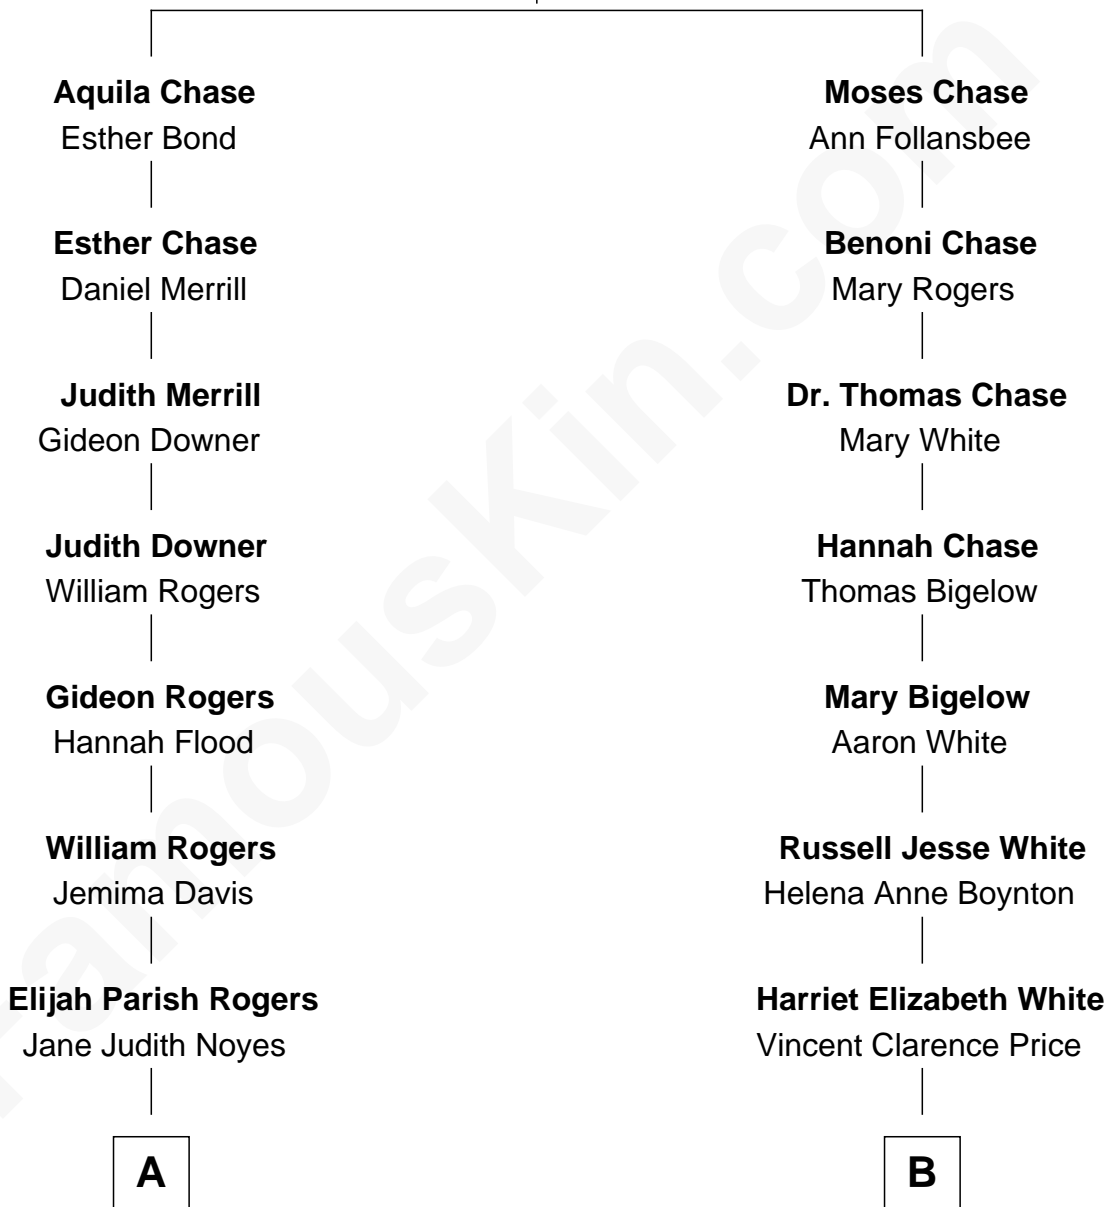 Aquila Chase
Esther Bond
Esther Chase
Daniel Merrill
Judith Merrill
Gideon Downer
Judith Downer
William Rogers
Gideon Rogers
Hannah Flood
William Rogers
Jemima Davis
Elijah Parish Rogers
Jane Judith Noyes
A
Moses Chase
Ann Follansbee
Benoni Chase
Mary Rogers
Dr. Thomas Chase
Mary White
Hannah Chase
Thomas Bigelow
Mary Bigelow
Aaron White
Russell Jesse White
Helena Anne Boynton
Harriet Elizabeth White
Vincent Clarence Price
B
FamousKin.com